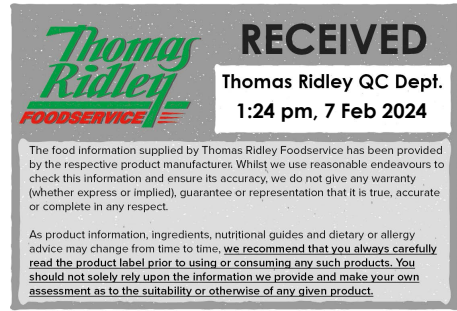 Thomas
Ridley
FOODSERVICE
RECEIVED
Thomas Ridley QC Dept.
1:24 pm, 7 Feb 2024
The food information supplied by Thomas Ridley Foodservice has been provided
by the respective product manufacturer. Whilst we use reasonable endeavours to
check this information and ensure its accuracy, we do not give any warranty
(whether express or implied), guarantee or representation that it is true, accurate
or complete in any respect.
As product information, ingredients, nutritional guides and dietary or allergy
advice may change from time to time, we recommend that you always carefully
read the product label prior to using or consuming any such products. You
should not solely rely upon the information we provide and make your own
assessment as to the suitability or otherwise of any given product.